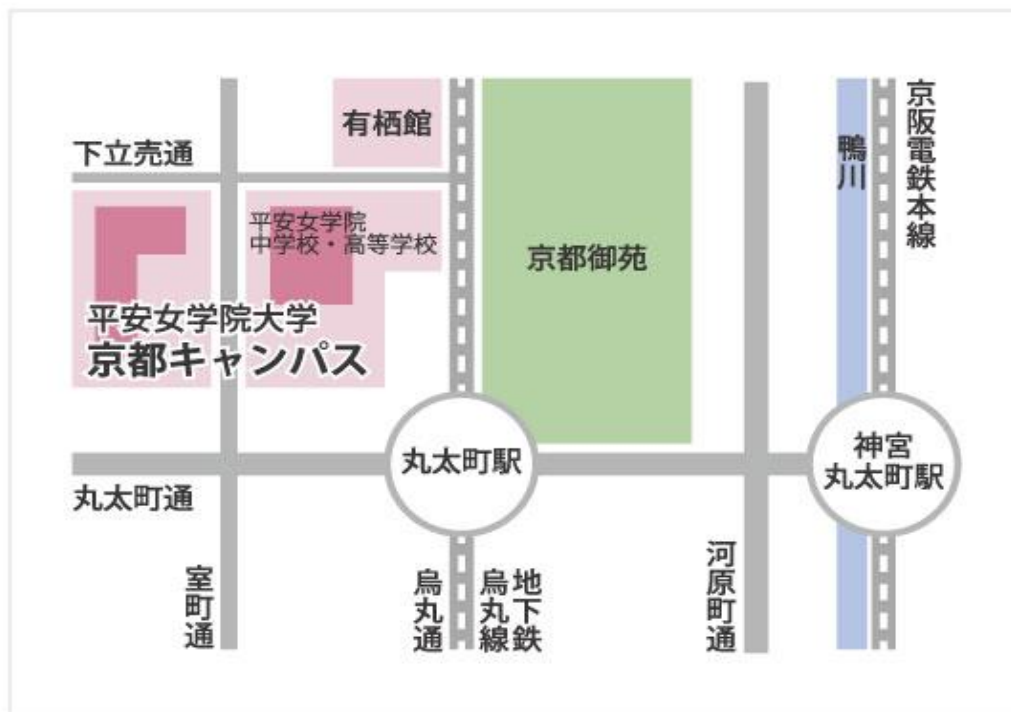 有栖館
下立売通
平安女学院
中学校・高等学校
平安女学院大学
京都キャンパス
京都御苑
鴨川
京阪電鉄本線
丸太町駅
神宮
丸太町駅
丸太町通
室町通
烏丸通
地下鉄
烏丸線
河原町通